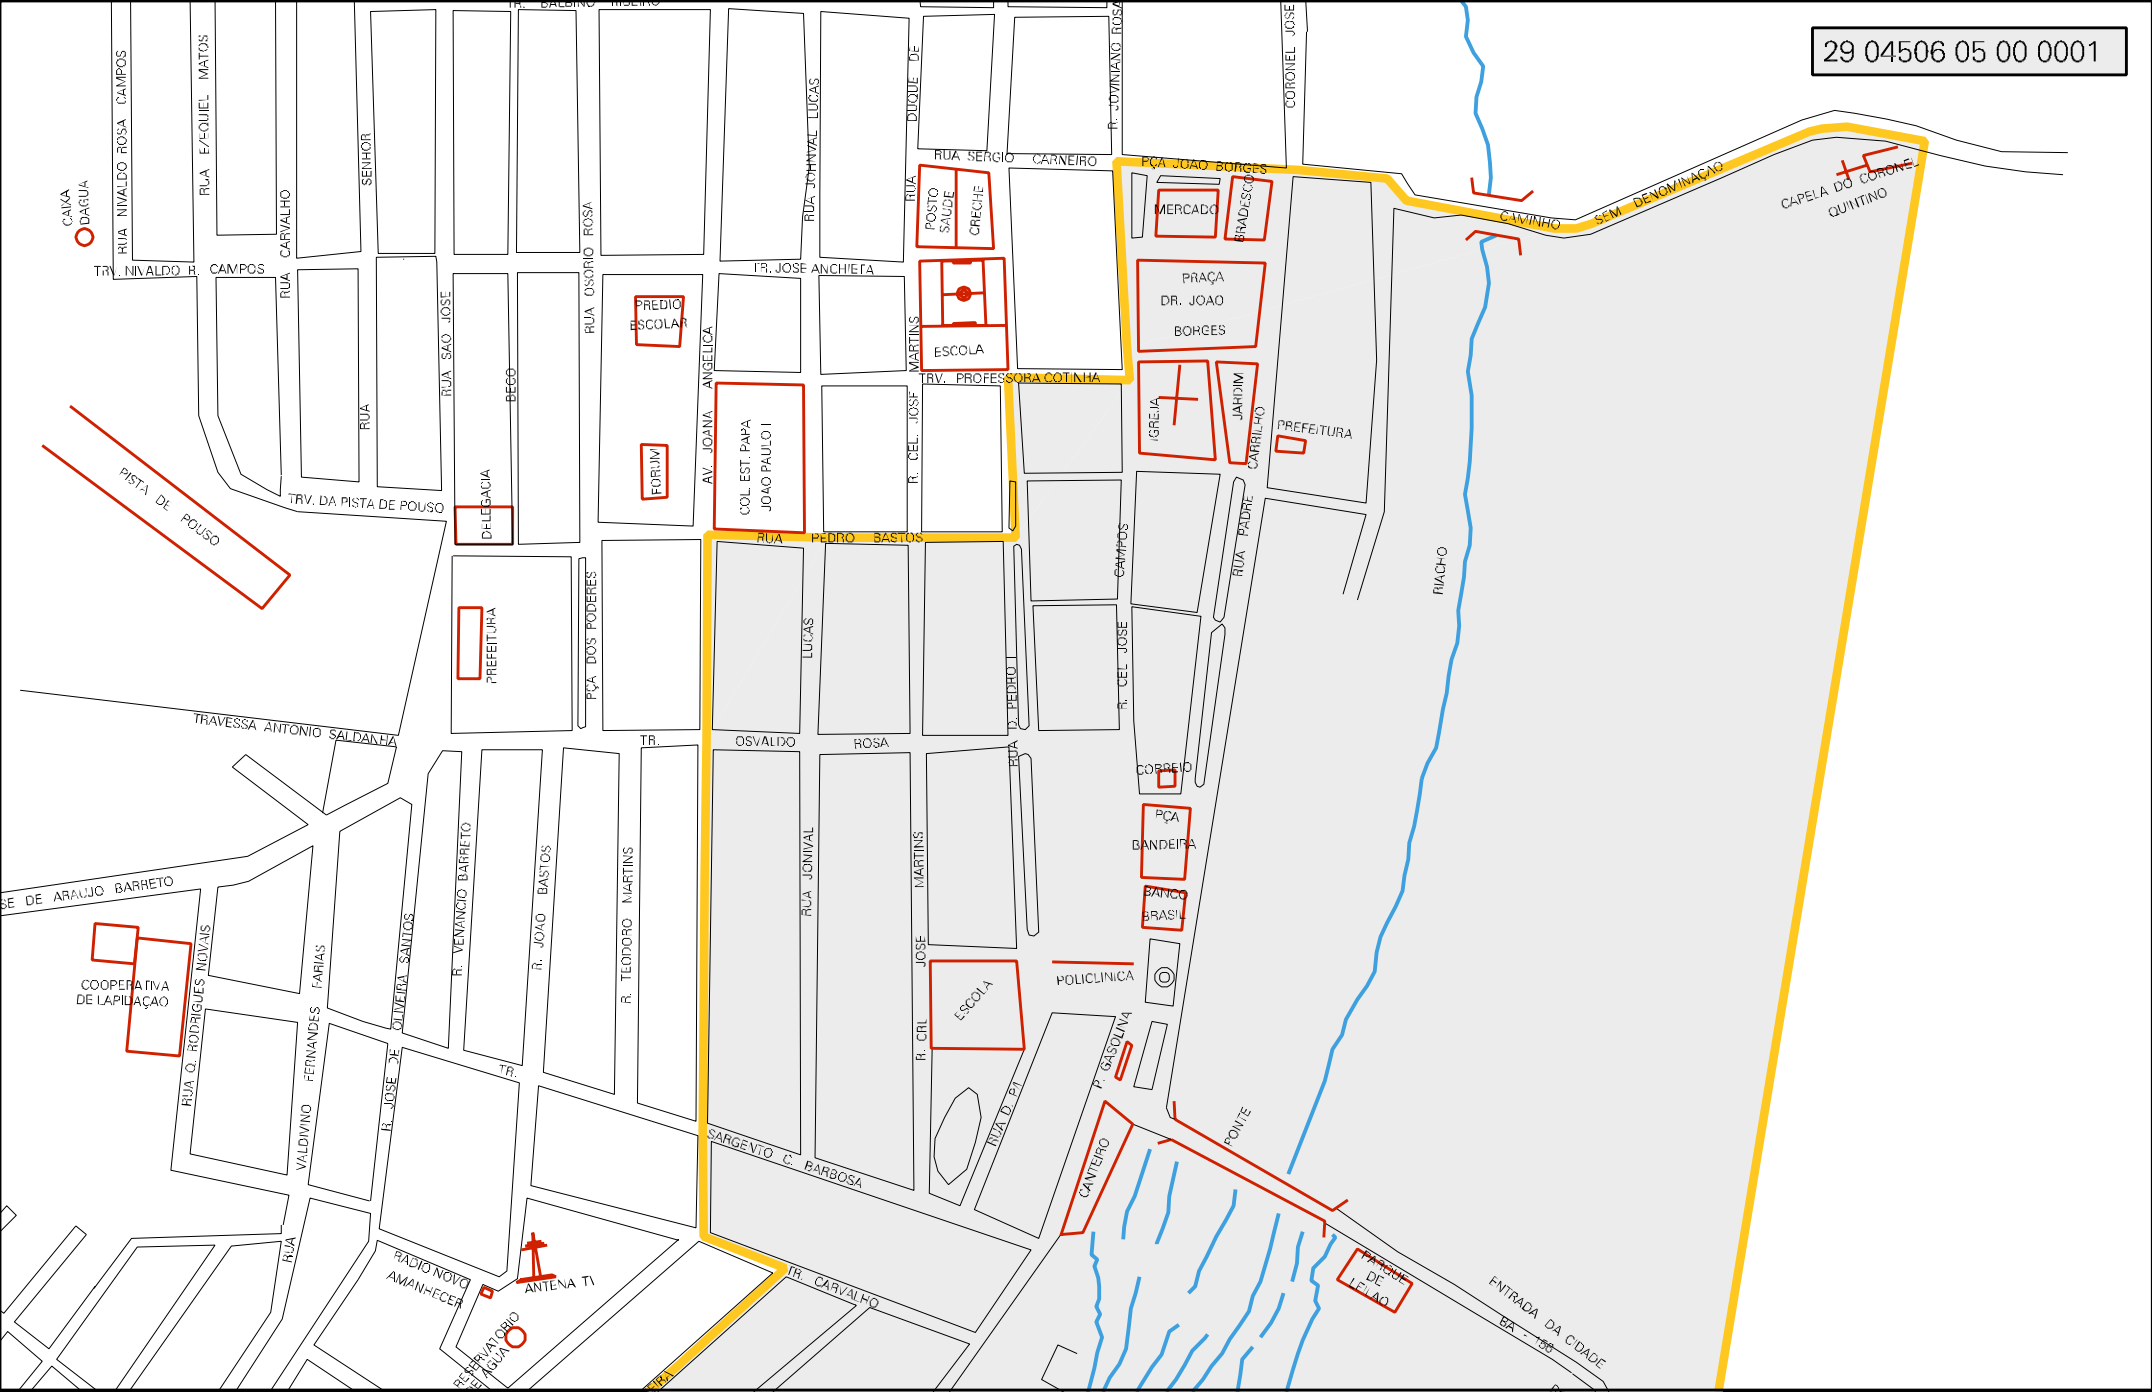 29 04506 05 00 0001
TR. BALBINO RIBEIRO
CORONEL JOSE
R. JOVINIANO ROSA
DUQUE DE
RUA
RUA JOHNVAL LUCAS
RUA NIVALDO ROSA CAMPOS
MATOS
RUA
SENHOR
RUA
RUA CARVALHO
CAIXA
DAGUA
RUA SERGIO CARNEIRO
PÇA JOAO BORGES
POSTO
SAUDE
CRECHE
MERCADO
BRADESCO
CAMINHO SEM DENOMINAÇAO
CAPELA DO CORONEL
QUINTINO
TRV. NIVALDO R. CAMPOS
RUA OSORIO ROSA
TR. JOSE ANCHIETA
PRAÇA
DR. JOAO
BORGES
PREDIO
ESCOLAR
RUA SAO JOSE
BECO
AV. JOANA ANGELICA
MARTINS
ESCOLA
TRV. PROFESSORA COTINHA
R. CEL. JOSE
IGREJA
JARDIM
CARRILHO
PREFEITURA
COL. EST. PAPA
JOAO PAULO I
FORUM
PISTA DE POUSO
TRV. DA PISTA DE POUSO
DELEGACIA
RUA PEDRO BASTOS
RUA PADRE
CAMPOS
RIACHO
PREFEITURA
PÇA DOS PODERES
LUCAS
R. CEL JOSE
RUA D. PEDRO I
TRAVESSA ANTONIO SALDANHA
TR. OSVALDO ROSA
CORREIO
PÇA
BANDEIRA
BANCO
BRASIL
SE DE ARAUJO BARRETO
R. VENANCIO BARRETO
R. JOAO BASTOS
R. TEODORO MARTINS
RUA JONIVAL
MARTINS
JOSE
R. CRL
COOPERATIVA
DE LAPIDAÇAO
RUA Q. RODRIGUES NOVAIS
VALDIVINO FERNANDES FARIAS
RUA
R. JOSE DE OLIVEIRA SANTOS
POLICLINICA
ESCOLA
P. GASOLIVA
TR. SARGENTO C. BARBOSA
RUA D. P1
CANTEIRO
PONTE
RADIO NOVO
AMANHECER
ANTENA TV
RESERVATORIO
AGUA
TR. CARVALHO
PARQUE
DE
LEILAO
ENTRADA DA CIDADE
BA - 156
EIRA